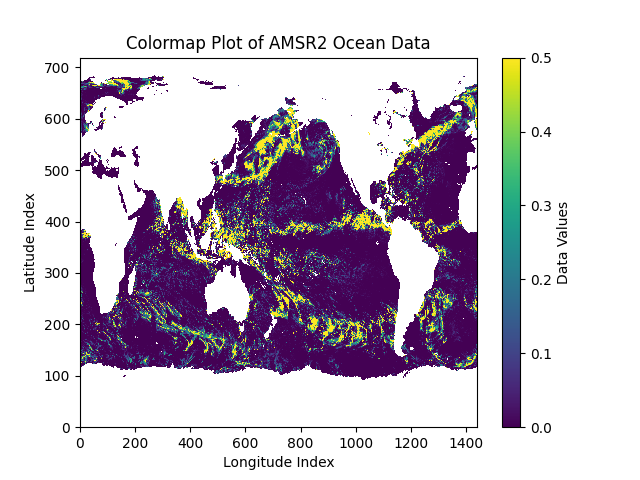 Colormap Plot of AMSR2 Ocean Data
700
600
500
400
300
200
100
0
Latitude Index
0 200 400 600 800 1000 1200 1400
Longitude Index
0.5
0.4
0.3
0.2
0.1
0.0
Data Values